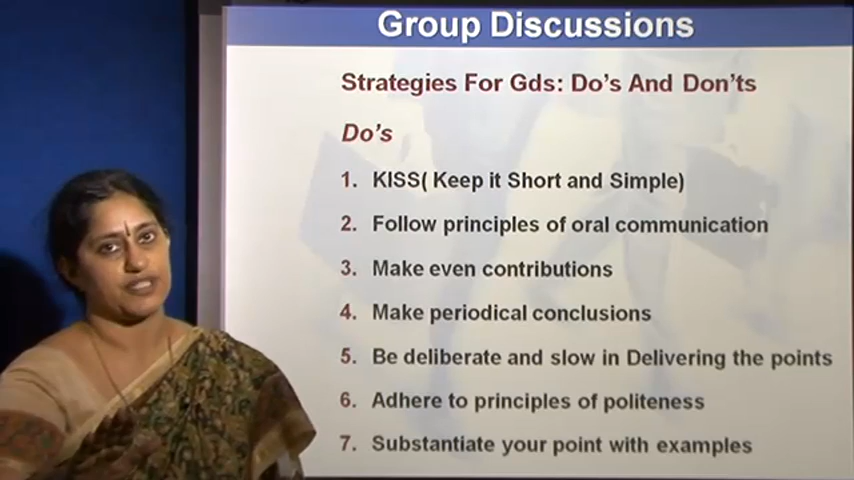 Group Discussions
Strategies For Gds: Do's And Don'ts
Do's
1. KISS( Keep it Short and Simple)
2. Follow principles of oral communication
3. Make even contributions
4. Make periodical conclusions
5. Be deliberate and slow in Delivering the points
6. Adhere to principles of politeness
7. Substantiate your point with examples